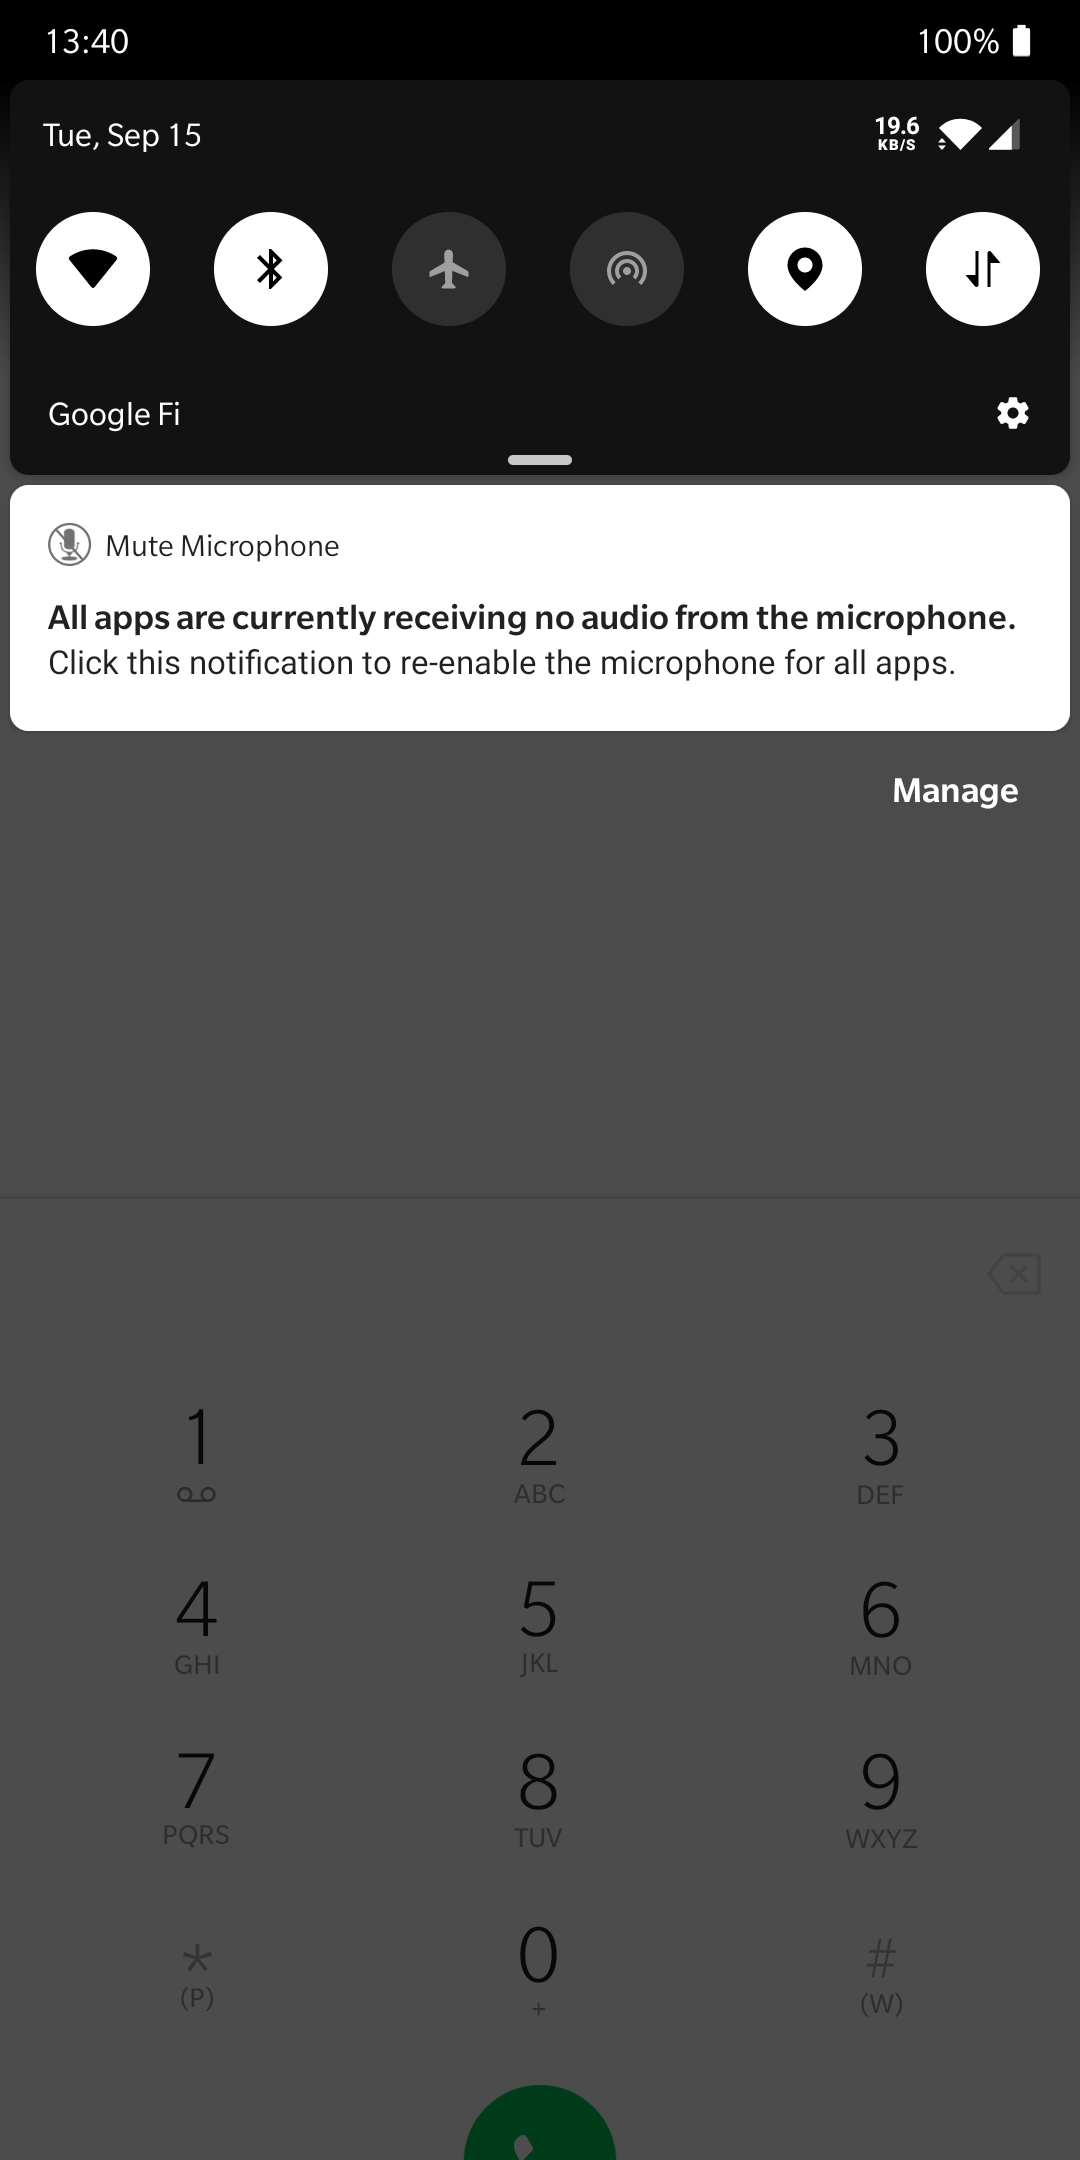 13:40 100%
Tue, Sep 15 19.6 KB/S
Google Fi
Mute Microphone
All apps are currently receiving no audio from the microphone.
Click this notification to re-enable the microphone for all apps.
Manage
1 2 3
ABC DEF
4 5 6
GHI JKL MNO
7 8 9
PQRS TUV WXYZ
* 0 #
(P) + (W)